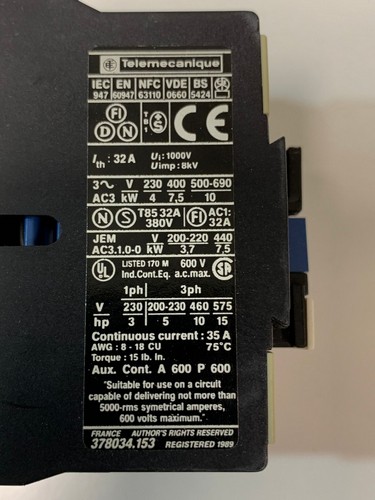 Telemecanique
IEC EN NFC VDE BS
947 60947 63110 0660 5424
FI
D N
S
CE
Ith : 32 A Ui : 1000V
Uimp : 8kV
3~ V 230 400 500-690
AC3 kW 4 7,5 10
N S T85 32A 380V FI AC1: 32A
JEM V 200-220 440
AC3.1.0-0 kW 3,7 7,5
UL LISTED 170 M 600 V
Ind.Cont.Eq. a.c.max.
1ph 3ph
V 230 200-230 460 575
hp 3 5 10 15
Continuous current : 35 A
AWG : 8 - 18 CU 75°C
Torque : 15 lb. in.
Aux. Cont. A 600 P 600
"Suitable for use on a circuit
capable of delivering not more than
5000-rms symetrical amperes,
600 volts maximum."
FRANCE AUTHOR'S RIGHTS RESERVED
378034.153 REGISTERED 1989